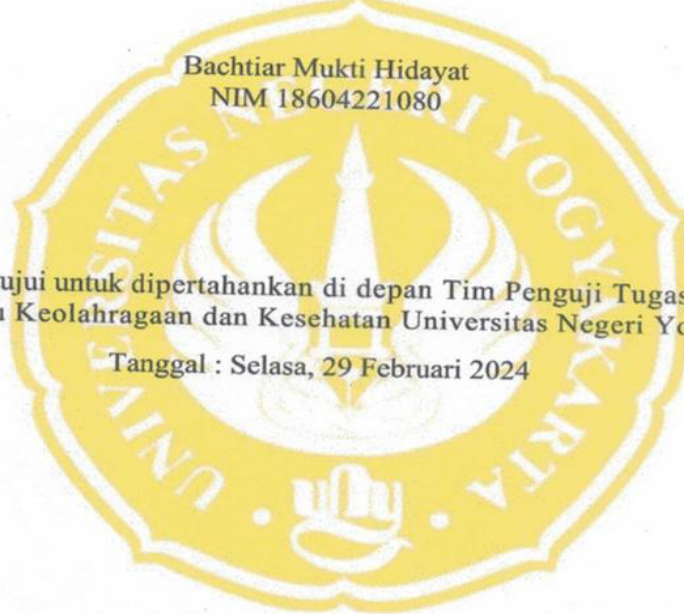 Bachtiar Mukti Hidayat
NIM 18604221080
ujui untuk dipertahankan di depan Tim Penguji Tugas
u Keolahragaan dan Kesehatan Universitas Negeri Yo
Tanggal : Selasa, 29 Februari 2024
UNIVERSITAS NEGERI YOGYAKARTA